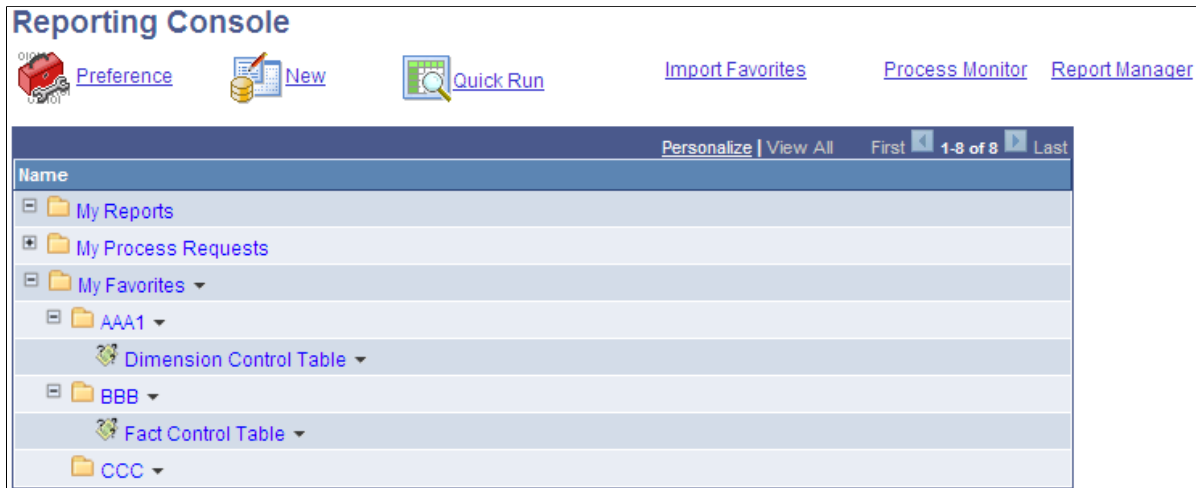 Reporting Console
Preference New Quick Run Import Favorites Process Monitor Report Manager
Personalize | View All First 1-8 of 8 Last
Name
My Reports
My Process Requests
My Favorites
AAA1
Dimension Control Table
BBB
Fact Control Table
CCC